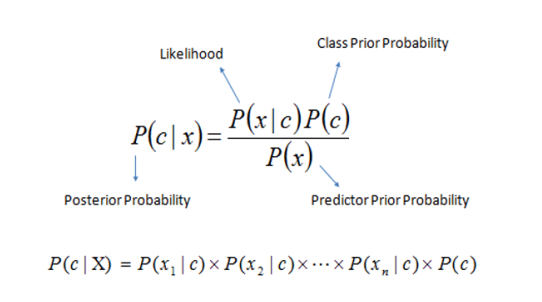 Likelihood
Class Prior Probability
P(c|x) = P(x|c)P(c) / P(x)
Posterior Probability
Predictor Prior Probability
P(c|X) = P(x₁|c) × P(x₂|c) × ⋯ × P(xₙ|c) × P(c)